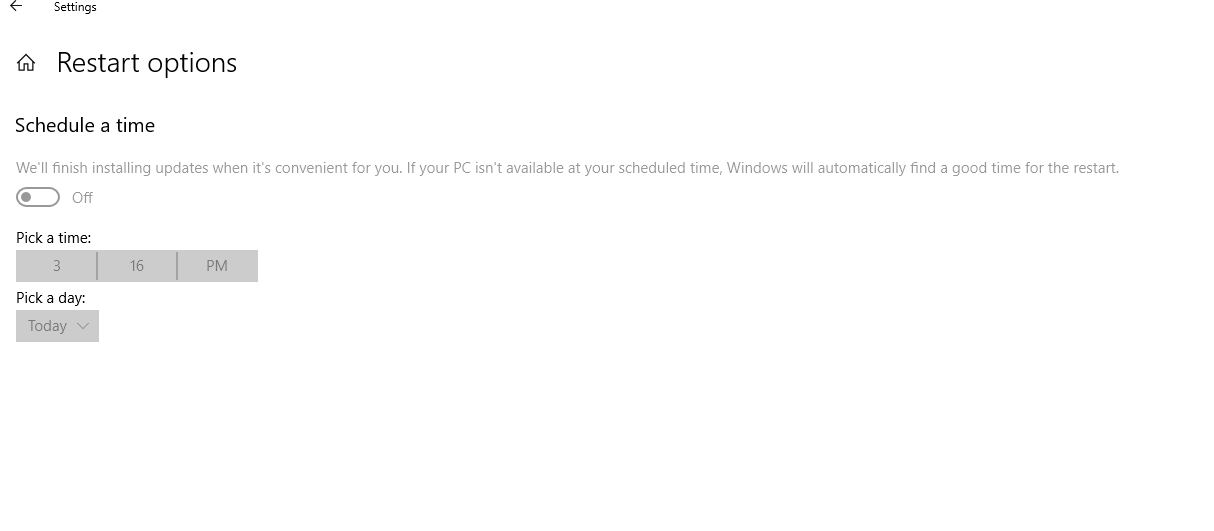 Settings
Restart options
Schedule a time
We'll finish installing updates when it's convenient for you. If your PC isn't available at your scheduled time, Windows will automatically find a good time for the restart.
Off
Pick a time:
3 16 PM
Pick a day:
Today